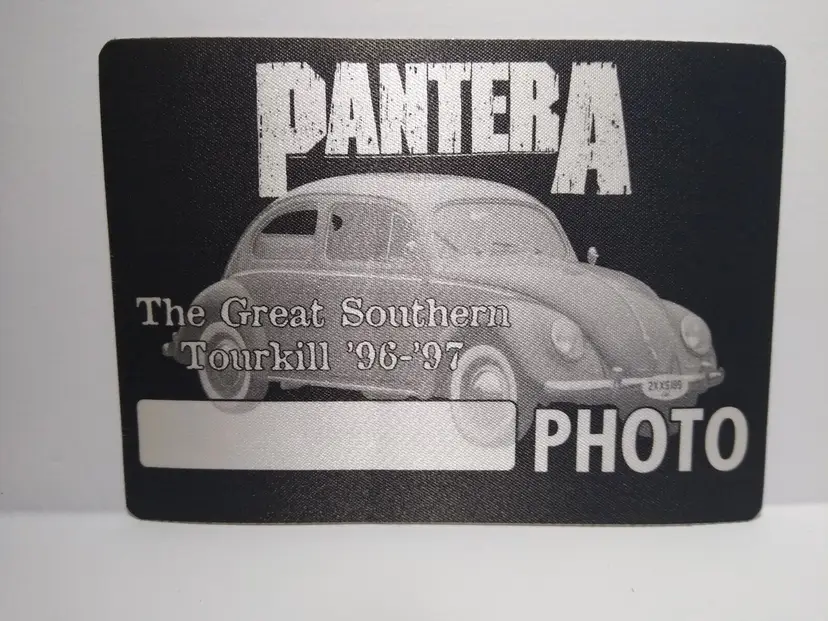 PANTERA
The Great Southern
Tourkill '96-'97
PHOTO